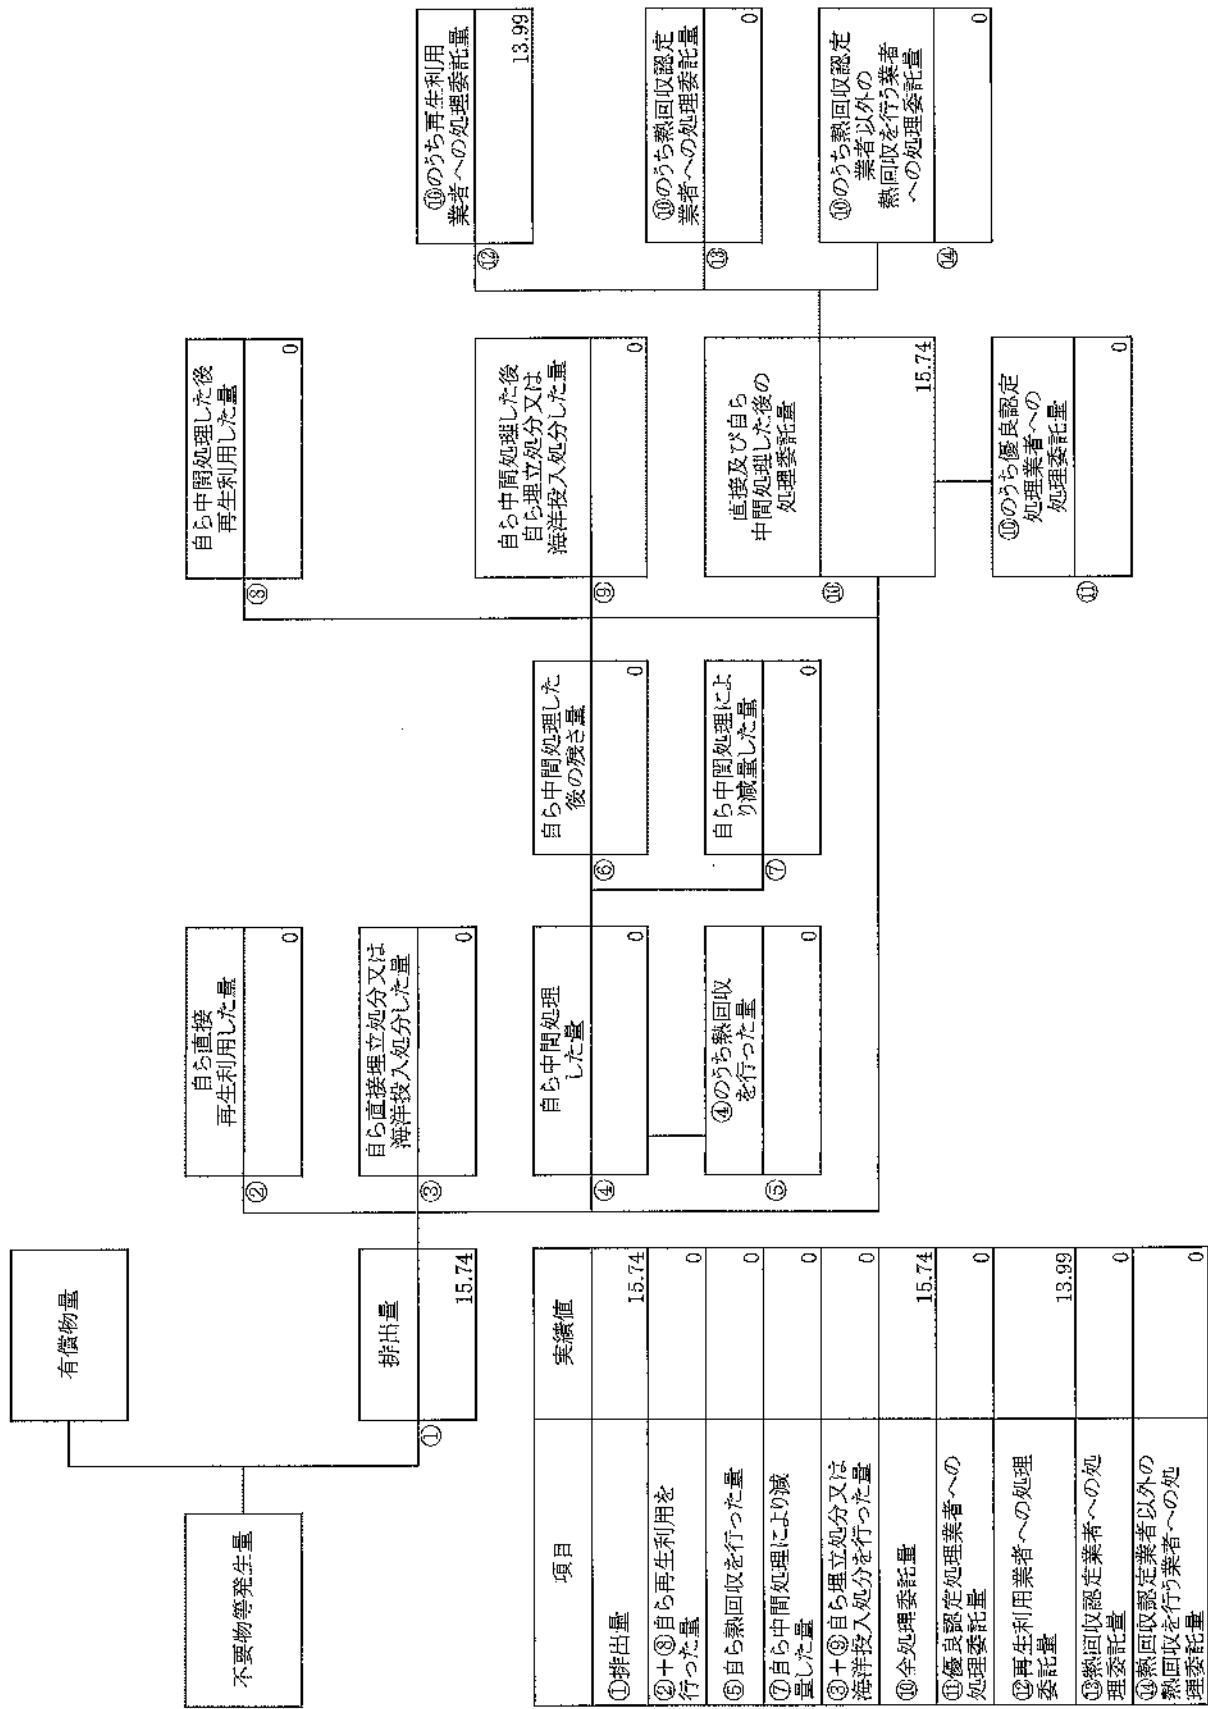 不要物等発生量
有償物量
①
排出量
15.74
②
自ら直接
再生利用した量
0
③
自ら直接埋立処分又は
海洋投入処分した量
0
④
自ら中間処理
した量
0
⑤
④のうち熱回収
を行った量
0
⑥
自ら中間処理した
後の残さ量
0
⑦
自ら中間処理によ
り減量した量
0
⑧
自ら中間処理した後
再生利用した量
0
⑨
自ら中間処理した後
自ら埋立処分又は
海洋投入処分した量
0
⑩
直接及び自ら
中間処理した後の
処理委託量
15.74
⑪
⑩のうち優良認定
処理業者への
処理委託量
0
⑫
⑩のうち再生利用
業者への処理委託量
13.99
⑬
⑩のうち熱回収認定
業者への処理委託量
0
⑭
⑩のうち熱回収認定
業者以外の
熱回収を行う業者
への処理委託量
0
項目 実績値
①排出量 15.74
②+⑧自ら再生利用を
行った量 0
⑤自ら熱回収を行った量 0
⑦自ら中間処理により減
量した量 0
③+⑨自ら埋立処分又は
海洋投入処分を行った量 0
⑩全処理委託量 15.74
⑪優良認定処理業者への
処理委託量 0
⑫再生利用業者への処理
委託量 13.99
⑬熱回収認定業者への処
理委託量 0
⑭熱回収認定業者以外の
熱回収を行う業者への処
理委託量 0